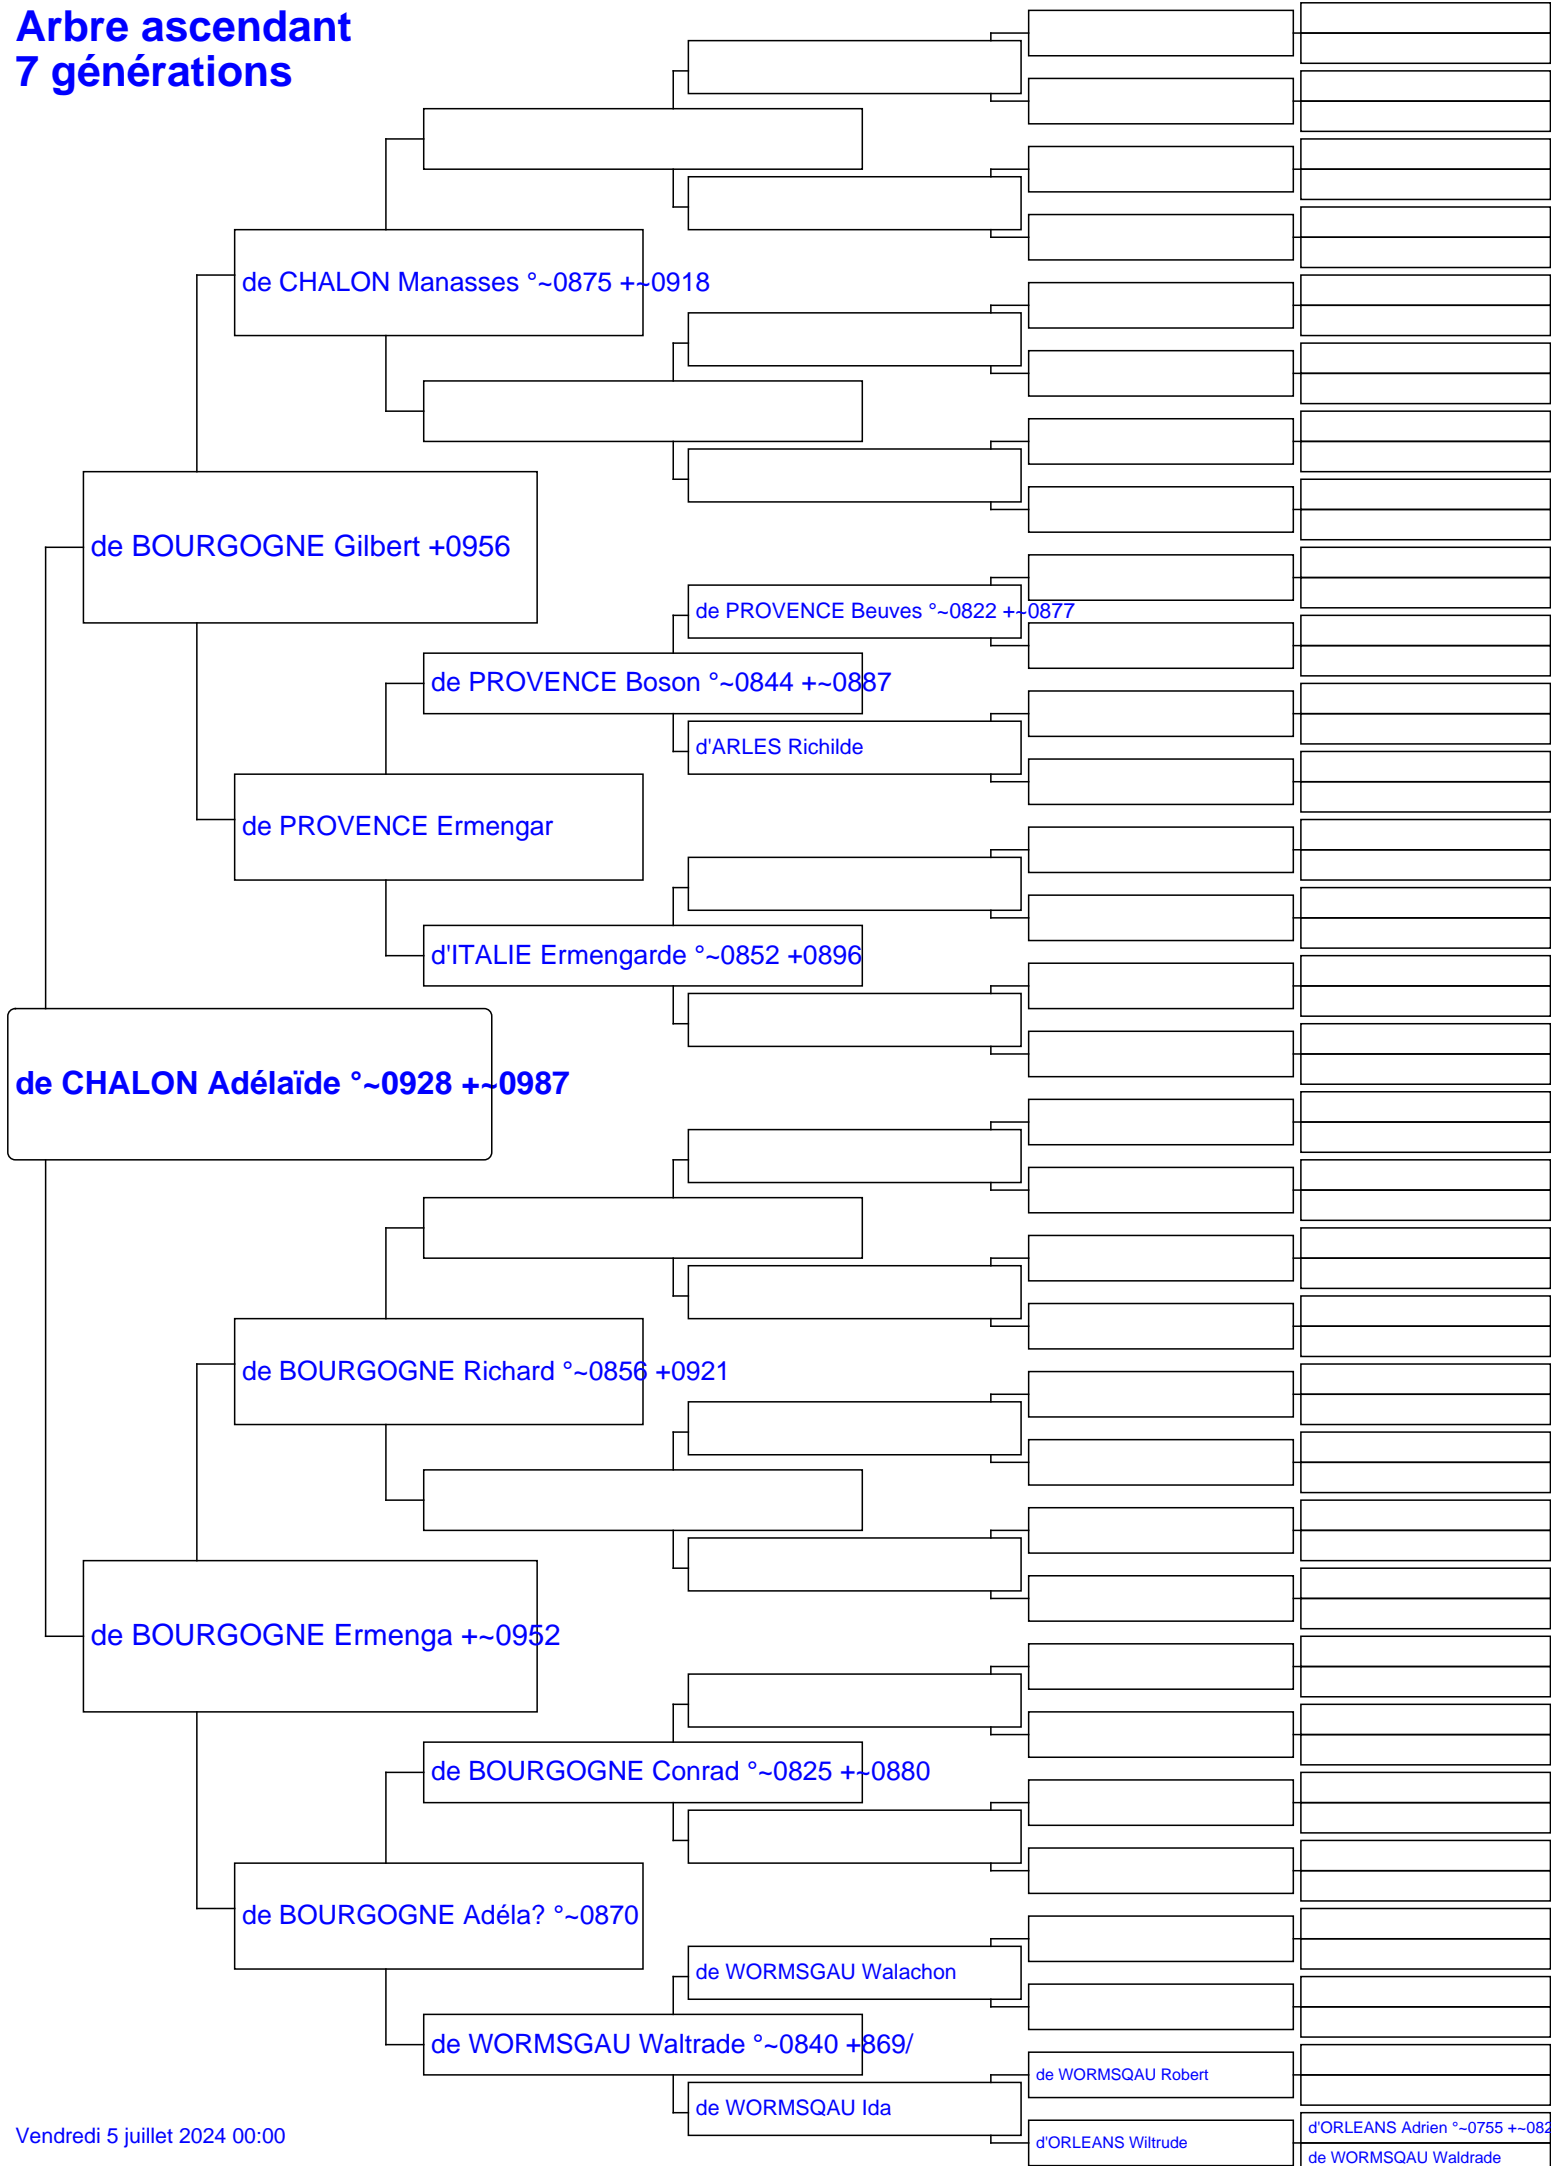 Arbre ascendant
7 générations
de CHALON Manasses °~0875 +~0918
de BOURGOGNE Gilbert +0956
de PROVENCE Beuves °~0822 +~0877
de PROVENCE Boson °~0844 +~0887
d'ARLES Richilde
de PROVENCE Ermengar
d'ITALIE Ermengarde °~0852 +0896
de CHALON Adélaïde °~0928 +~0987
de BOURGOGNE Richard °~0856 +0921
de BOURGOGNE Ermenga +~0952
de BOURGOGNE Conrad °~0825 +~0880
de BOURGOGNE Adéla? °~0870
de WORMSGAU Walachon
de WORMSGAU Waltrade °~0840 +869/
de WORMSQAU Robert
de WORMSQAU Ida
d'ORLEANS Adrien °~0755 +~082
d'ORLEANS Wiltrude
de WORMSQAU Waldrade
Vendredi 5 juillet 2024 00:00